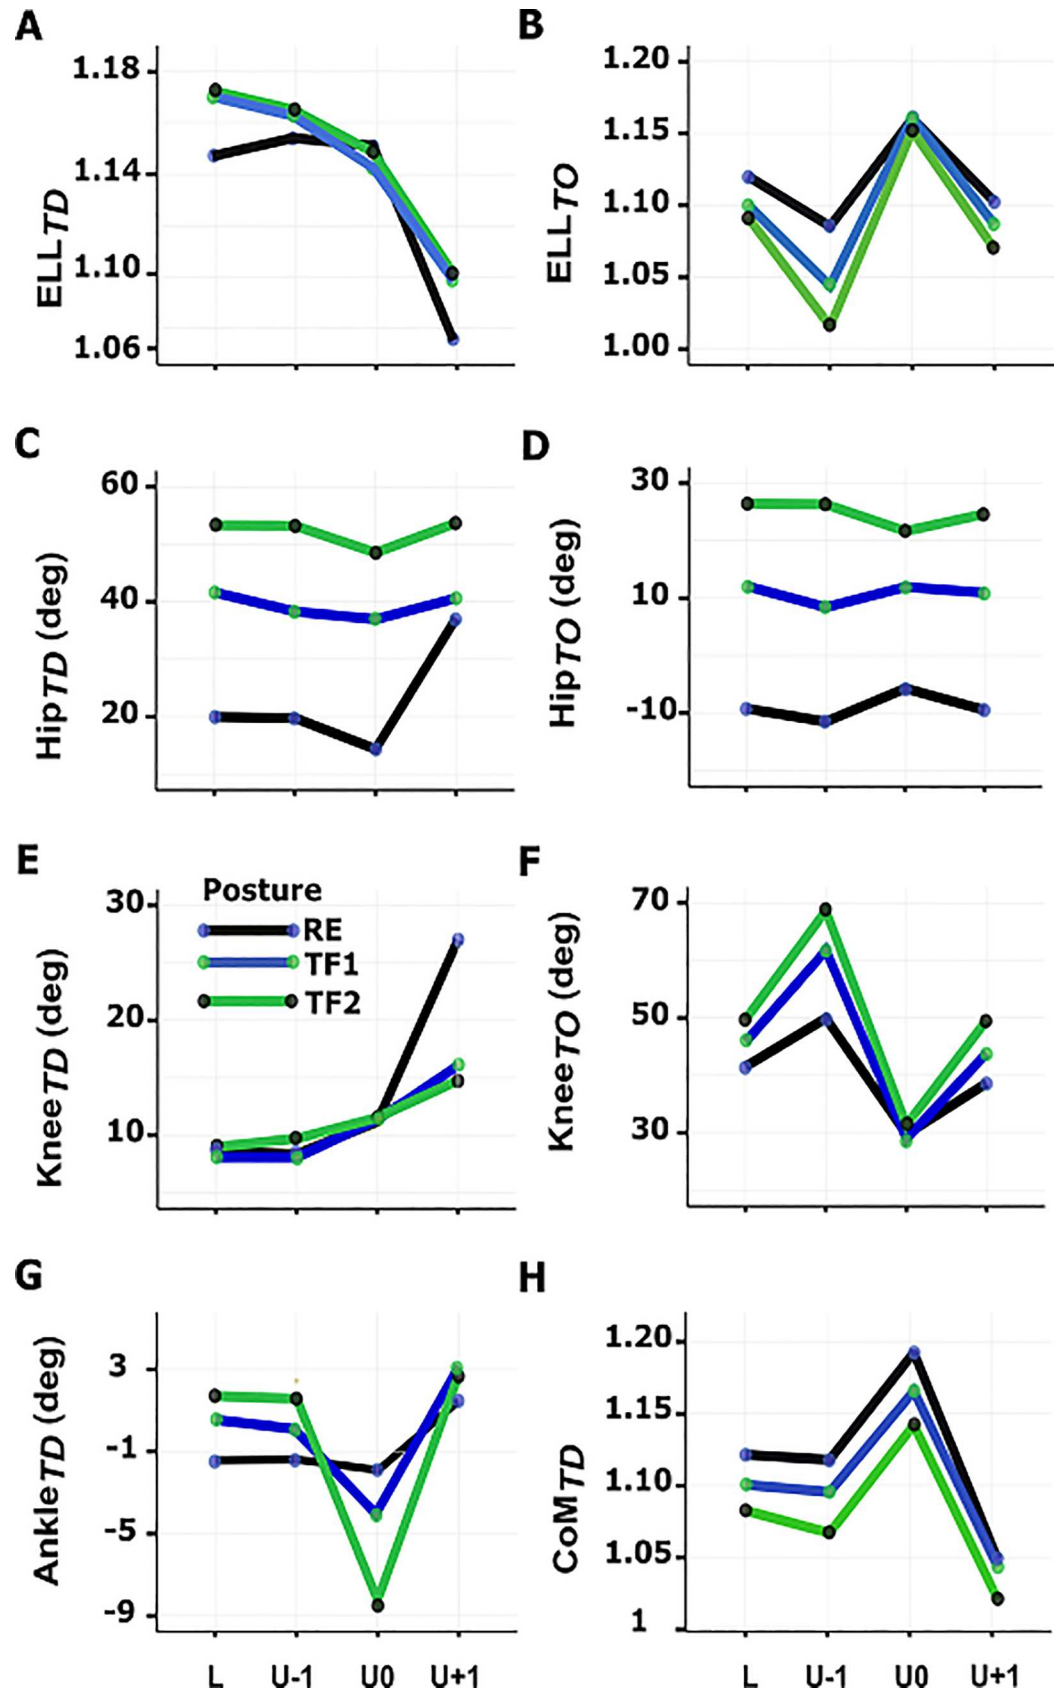 A
1.18
1.14
1.10
1.06
ELLTD
B
1.20
1.15
1.10
1.05
1.00
ELLTO
C
60
40
20
HipTD (deg)
D
30
10
-10
HipTO (deg)
E
30
20
10
KneeTD (deg)
Posture
RE
TF1
TF2
F
70
50
30
KneeTO (deg)
G
3
-1
-5
-9
AnkleTD (deg)
L U-1 U0 U+1
H
1.20
1.15
1.10
1.05
1
CoMTD
L U-1 U0 U+1